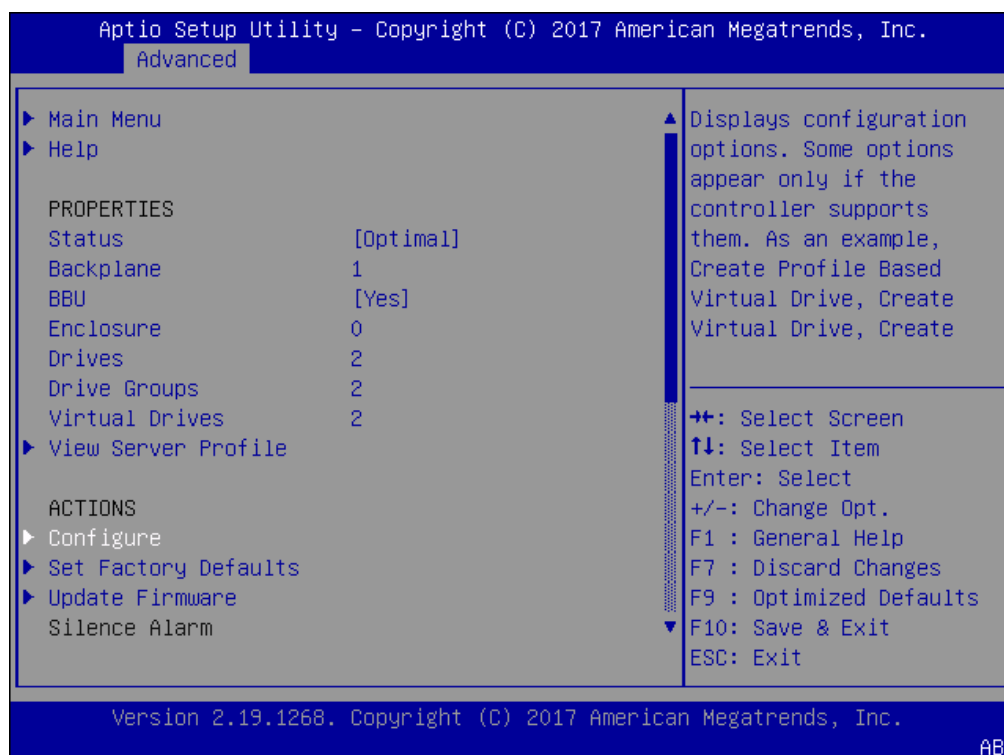 Aptio Setup Utility – Copyright (C) 2017 American Megatrends, Inc.
Advanced
Main Menu
Help
PROPERTIES
Status [Optimal]
Backplane 1
BBU [Yes]
Enclosure 0
Drives 2
Drive Groups 2
Virtual Drives 2
View Server Profile
ACTIONS
Configure
Set Factory Defaults
Update Firmware
Silence Alarm
Displays configuration
options. Some options
appear only if the
controller supports
them. As an example,
Create Profile Based
Virtual Drive, Create
Virtual Drive, Create
→←: Select Screen
↑↓: Select Item
Enter: Select
+/-: Change Opt.
F1 : General Help
F7 : Discard Changes
F9 : Optimized Defaults
F10: Save & Exit
ESC: Exit
Version 2.19.1268. Copyright (C) 2017 American Megatrends, Inc.
AB